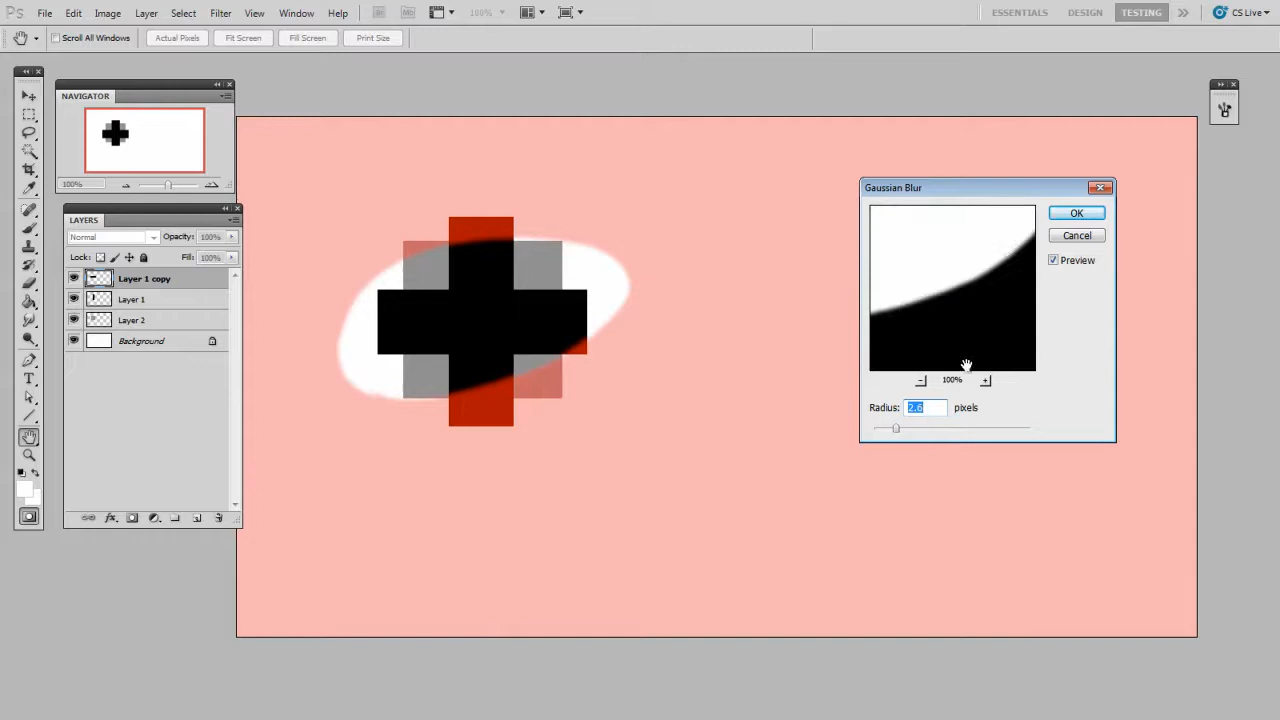 Ps File Edit Image Layer Select Filter View Window Help Br Mb 100% ESSENTIALS DESIGN TESTING CS Live
Scroll All Windows Actual Pixels Fit Screen Fill Screen Print Size
NAVIGATOR
100%
LAYERS
Normal Opacity: 100%
Lock: Fill: 100%
Layer 1 copy
Layer 1
Layer 2
Background
Gaussian Blur
OK
Cancel
Preview
100%
Radius: 2.6 pixels